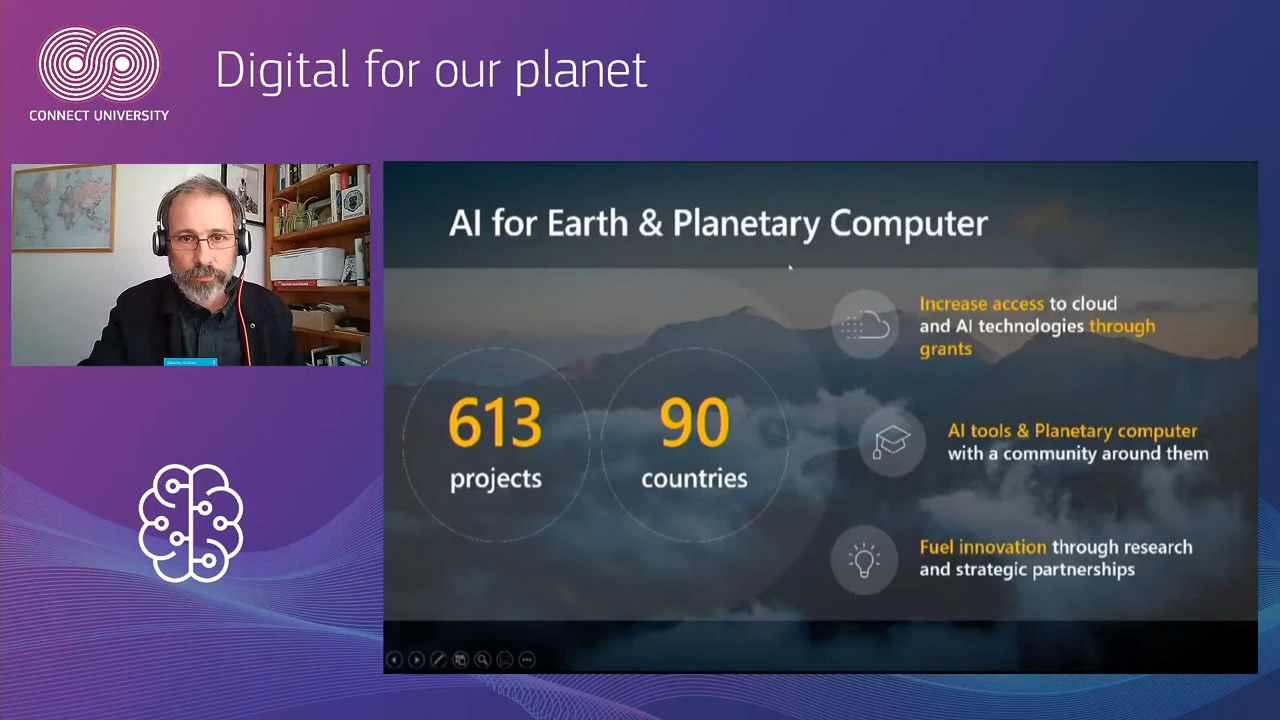 CONNECT UNIVERSITY
Digital for our planet
AI for Earth & Planetary Computer
613
projects
90
countries
Increase access to cloud
and AI technologies through
grants
AI tools & Planetary computer
with a community around them
Fuel innovation through research
and strategic partnerships